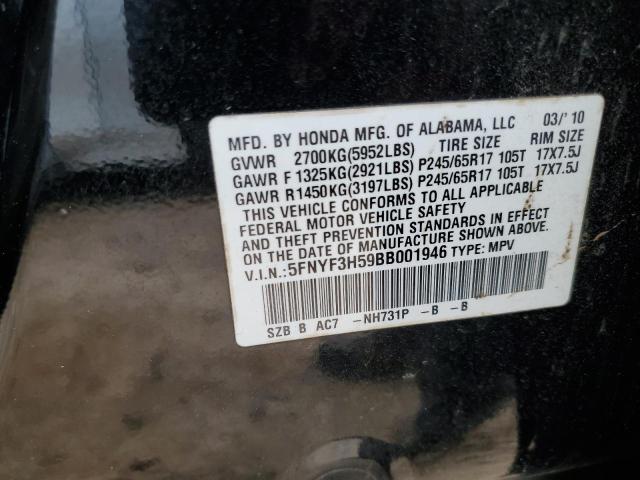 MFD. BY HONDA MFG. OF ALABAMA, LLC 03/'10
GVWR 2700KG(5952LBS) TIRE SIZE RIM SIZE
GAWR F 1325KG(2921LBS) P245/65R17 105T 17X7.5J
GAWR R1450KG(3197LBS) P245/65R17 105T 17X7.5J
THIS VEHICLE CONFORMS TO ALL APPLICABLE
FEDERAL MOTOR VEHICLE SAFETY
AND THEFT PREVENTION STANDARDS IN EFFECT
ON THE DATE OF MANUFACTURE SHOWN ABOVE.
V.I.N.:5FNYF3H59BB001946 TYPE: MPV
SZB B AC7 -NH731P -B -B